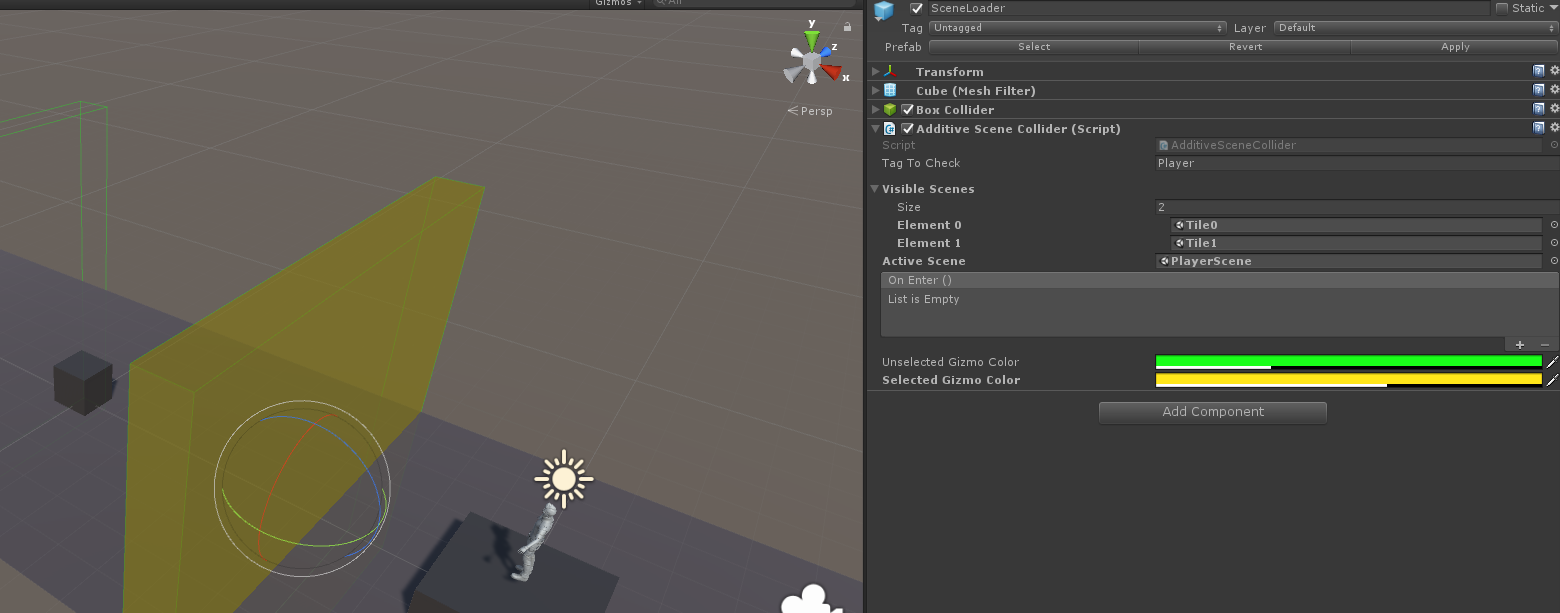 Gizmos All
y
z
x
Persp
SceneLoader Static
Tag Untagged Layer Default
Prefab Select Revert Apply
Transform
Cube (Mesh Filter)
Box Collider
C# Additive Scene Collider (Script)
Script AdditiveSceneCollider
Tag To Check Player
Visible Scenes
Size 2
Element 0 Tile0
Element 1 Tile1
Active Scene PlayerScene
On Enter ()
List is Empty
+ −
Unselected Gizmo Color
Selected Gizmo Color
Add Component